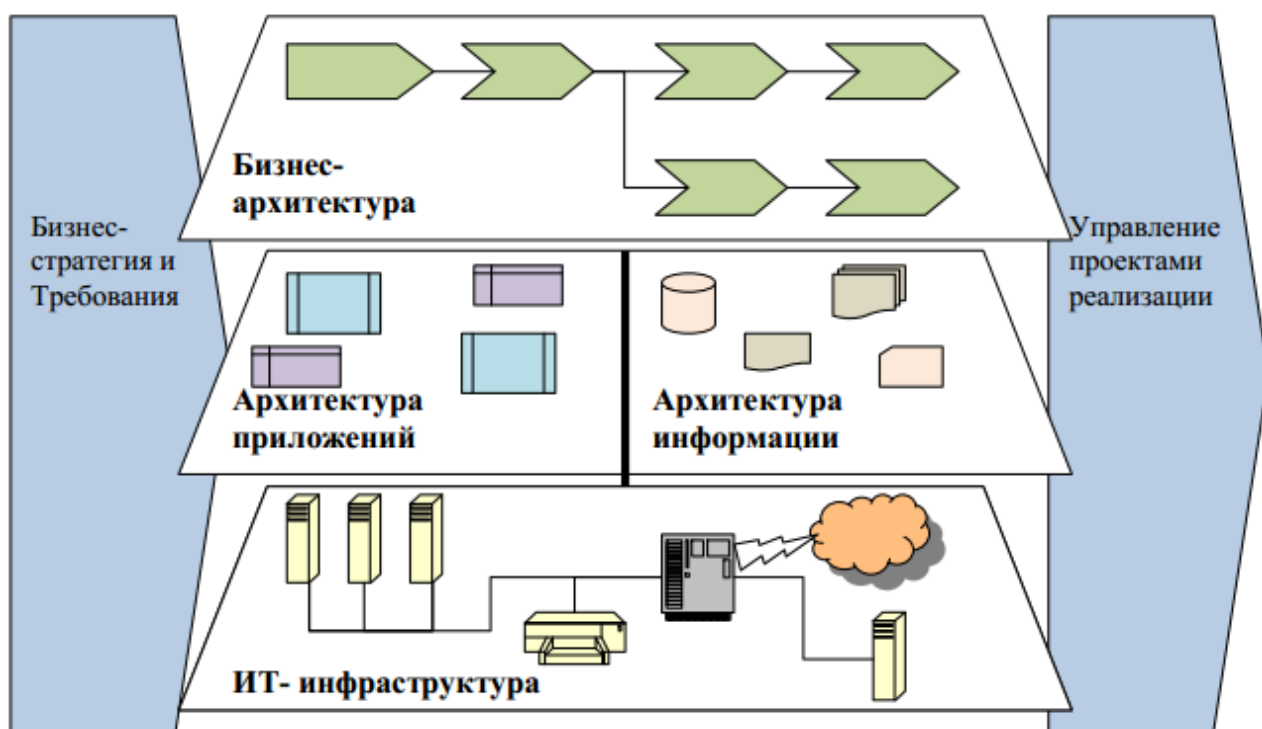 Бизнес-
архитектура
Бизнес-
стратегия и
Требования
Управление
проектами
реализации
Архитектура
приложений
Архитектура
информации
ИТ- инфраструктура